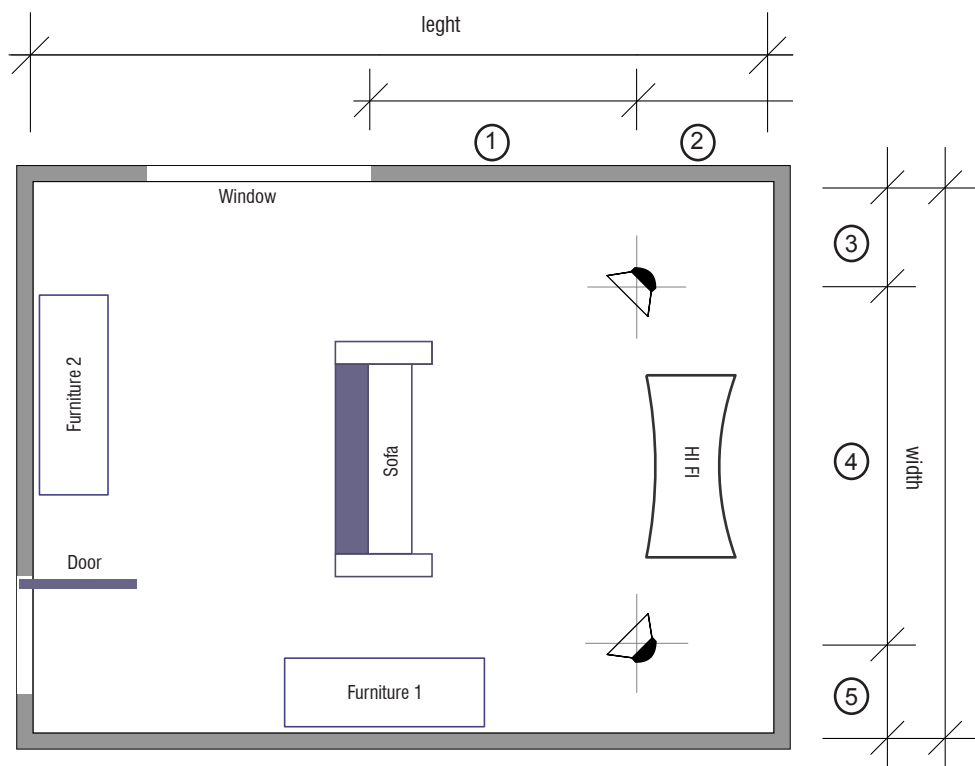 leght
1
2
Window
3
Furniture 2
Sofa
HI FI
4
width
Door
Furniture 1
5